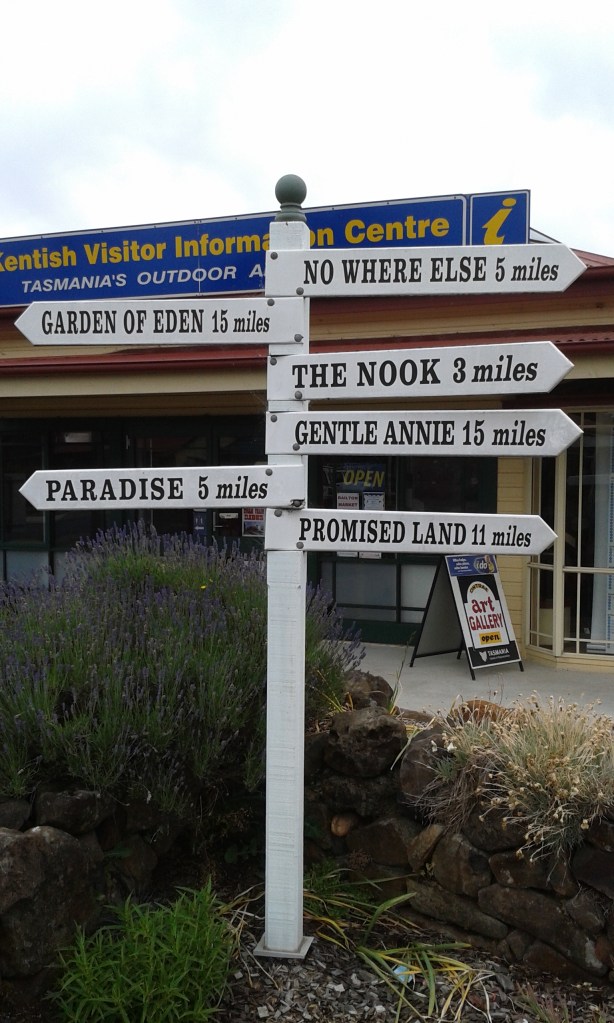 Kentish Visitor Information Centre i
TASMANIA'S OUTDOOR
NO WHERE ELSE 5 miles
GARDEN OF EDEN 15 miles
THE NOOK 3 miles
GENTLE ANNIE 15 miles
PARADISE 5 miles
PROMISED LAND 11 miles
OPEN
MARKET
art
GALLERY
open
TASMANIA